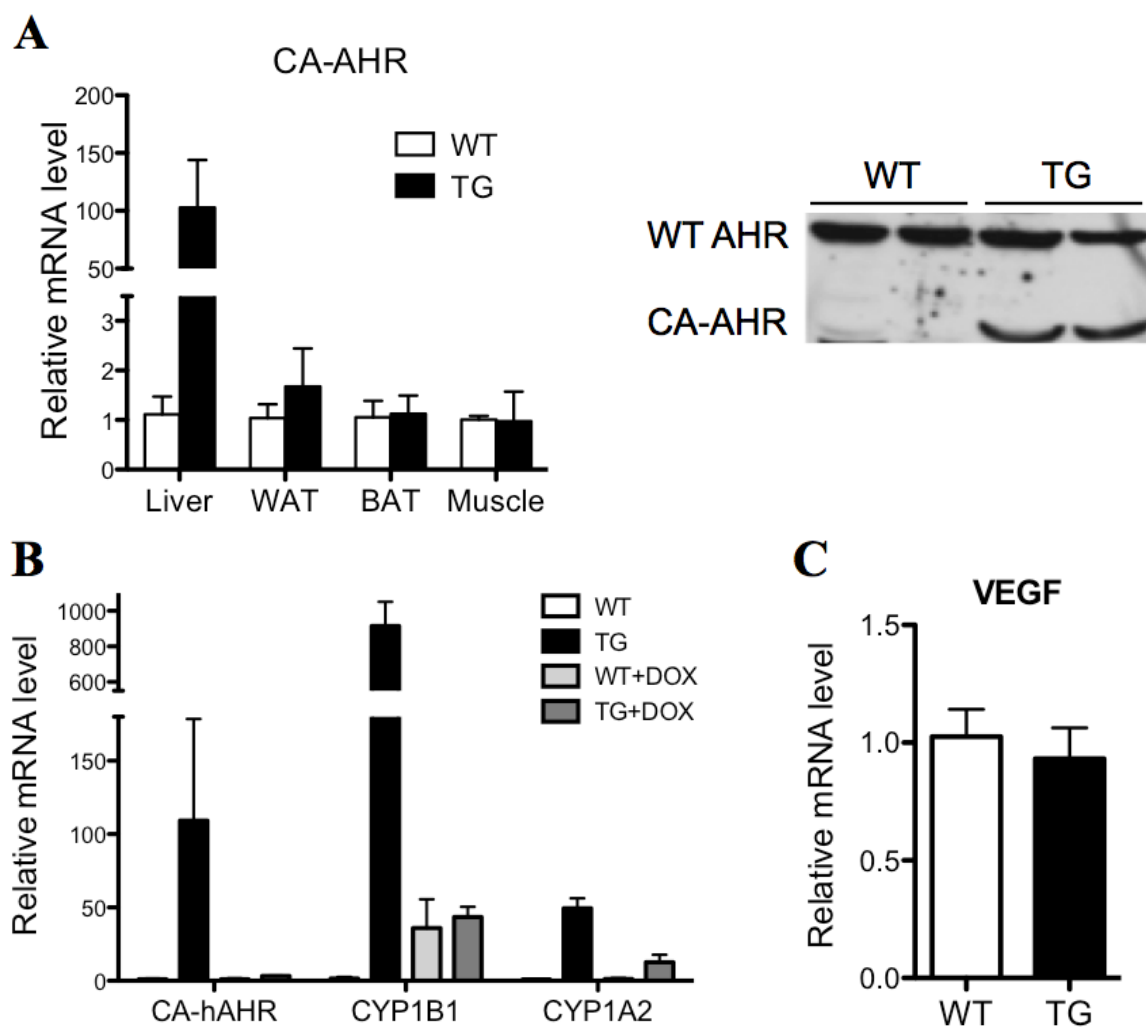 A
CA-AHR
Relative mRNA level
200
150
100
50
3
2
1
0
WT
TG
Liver WAT BAT Muscle
WT TG
WT AHR
CA-AHR
B
Relative mRNA level
1000
800
600
150
100
50
0
WT
TG
WT+DOX
TG+DOX
CA-hAHR CYP1B1 CYP1A2
C
VEGF
Relative mRNA level
1.5
1.0
0.5
0.0
WT TG